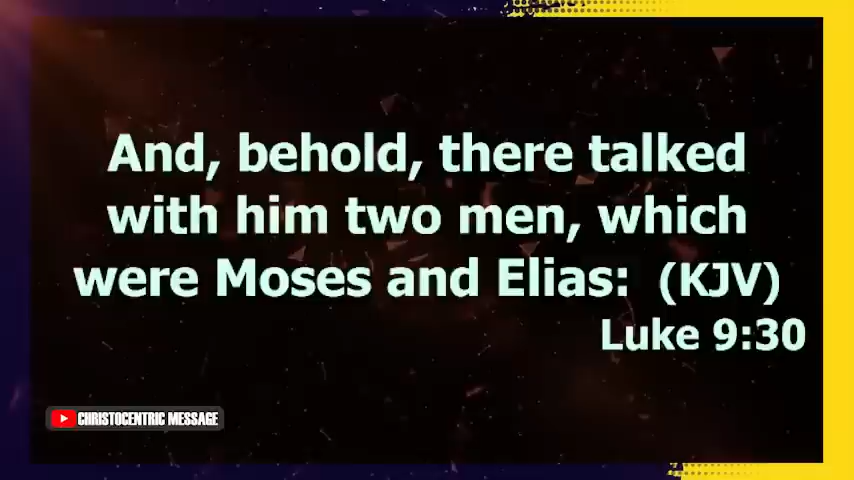 And, behold, there talked
with him two men, which
were Moses and Elias: (KJV)
Luke 9:30
CHRISTOCENTRIC MESSAGE